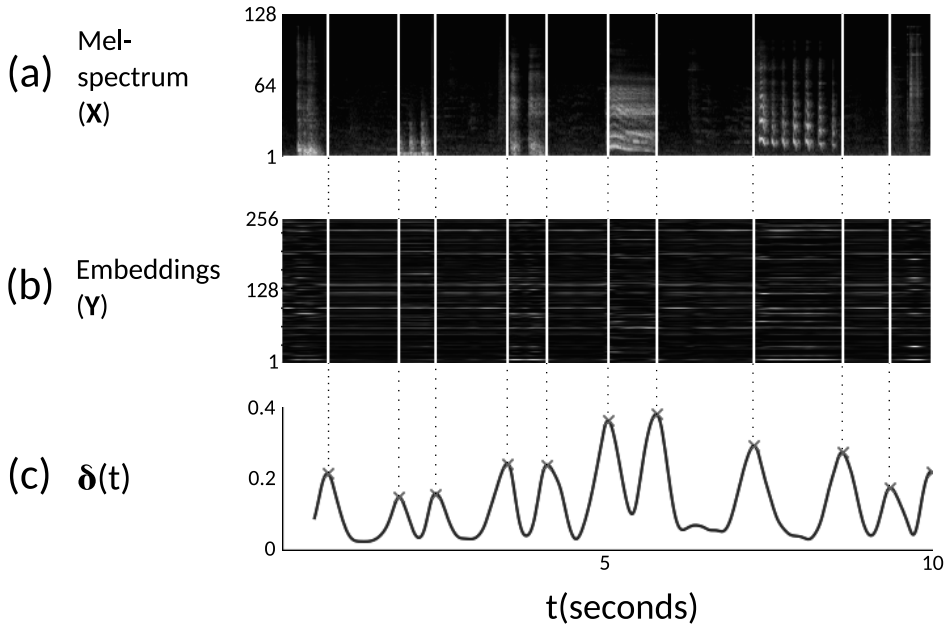 128
(a) Mel-
spectrum
(X)
64
1
256
(b) Embeddings
(Y)
128
1
0.4
(c) δ(t)
0.2
0
5
10
t(seconds)